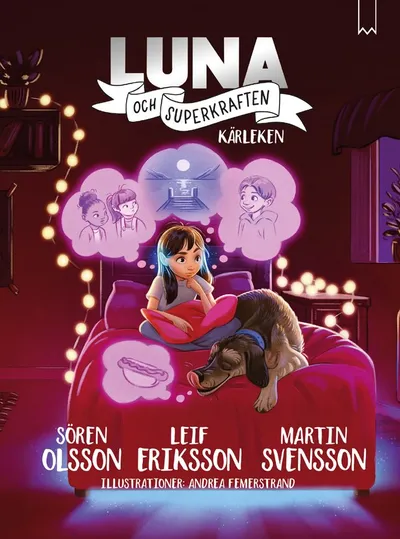 LUNA
OCH SUPERKRAFTEN
KÄRLEKEN
SÖREN OLSSON
LEIF ERIKSSON
MARTIN SVENSSON
ILLUSTRATIONER: ANDREA FEMERSTRAND